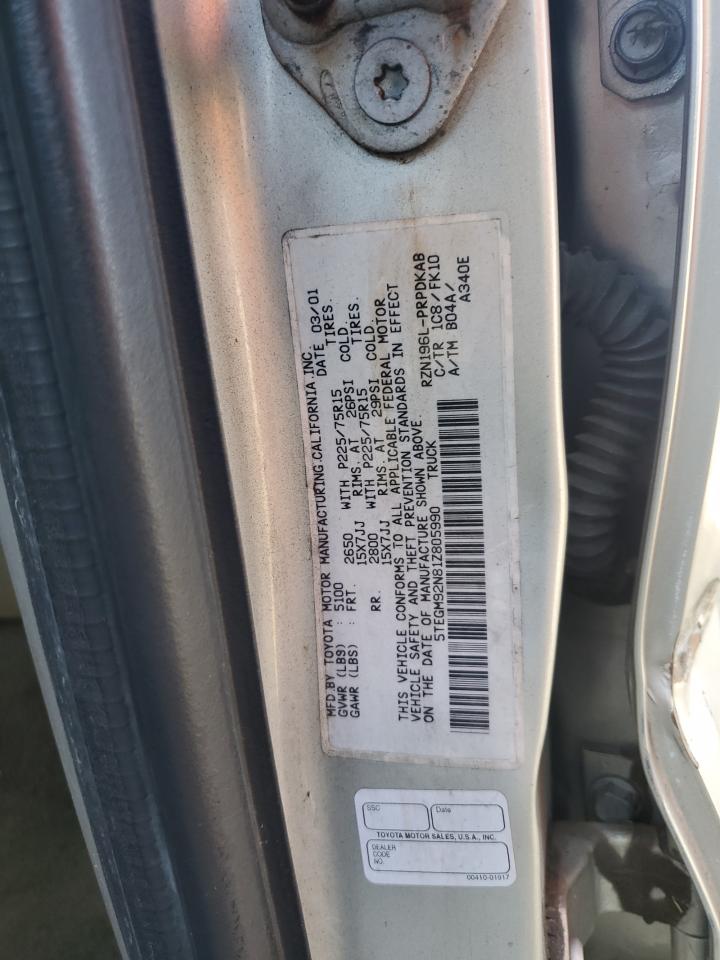 MFD.BY TOYOTA MOTOR MANUFACTURING CALIFORNIA INC.
DATE 03/01
GVWR (LBS) : 5100
GAWR (LBS) : FRT. 2650 WITH P225/75R15 TIRES.
15X7JJ RIMS. AT 26PSI COLD.
RR. 2800 WITH P225/75R15 TIRES.
15X7JJ RIMS. AT 29PSI COLD.
THIS VEHICLE CONFORMS TO ALL APPLICABLE FEDERAL MOTOR
VEHICLE SAFETY AND THEFT PREVENTION STANDARDS IN EFFECT
ON THE DATE OF MANUFACTURE SHOWN ABOVE.
5TEGM92N81Z805990 TRUCK
RZN196L-PRPDKAB
C/TR 1C8/FK10
A/TM B04A/
A340E
SSC
Date
TOYOTA MOTOR SALES, U.S.A., INC.
DEALER
CODE
NO.
00410-01917